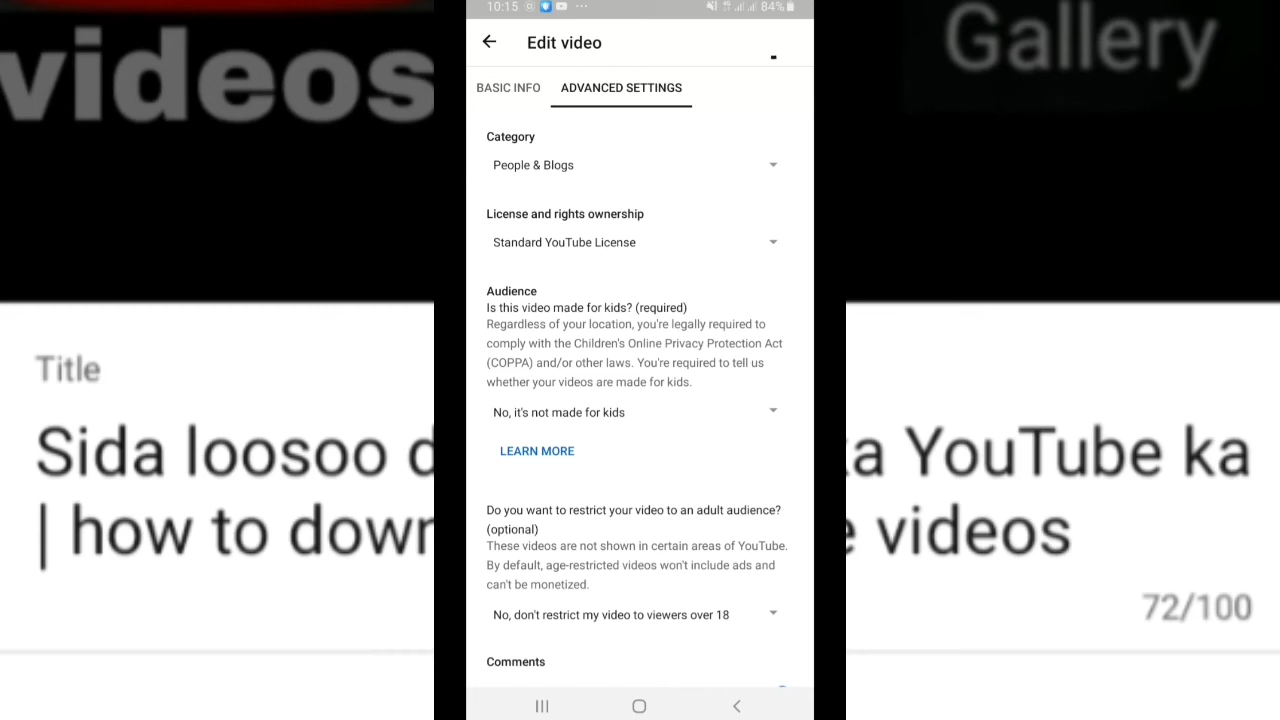 videos
Gallery
10:15
84%
Edit video
BASIC INFO
ADVANCED SETTINGS
Category
People & Blogs
License and rights ownership
Standard YouTube License
Audience
Is this video made for kids? (required)
Regardless of your location, you're legally required to
comply with the Children's Online Privacy Protection Act
(COPPA) and/or other laws. You're required to tell us
whether your videos are made for kids.
No, it's not made for kids
LEARN MORE
Do you want to restrict your video to an adult audience?
(optional)
These videos are not shown in certain areas of YouTube.
By default, age-restricted videos won't include ads and
can't be monetized.
No, don't restrict my video to viewers over 18
Comments
Title
Sida loosoo d
ka YouTube ka
| how to down
videos
72/100